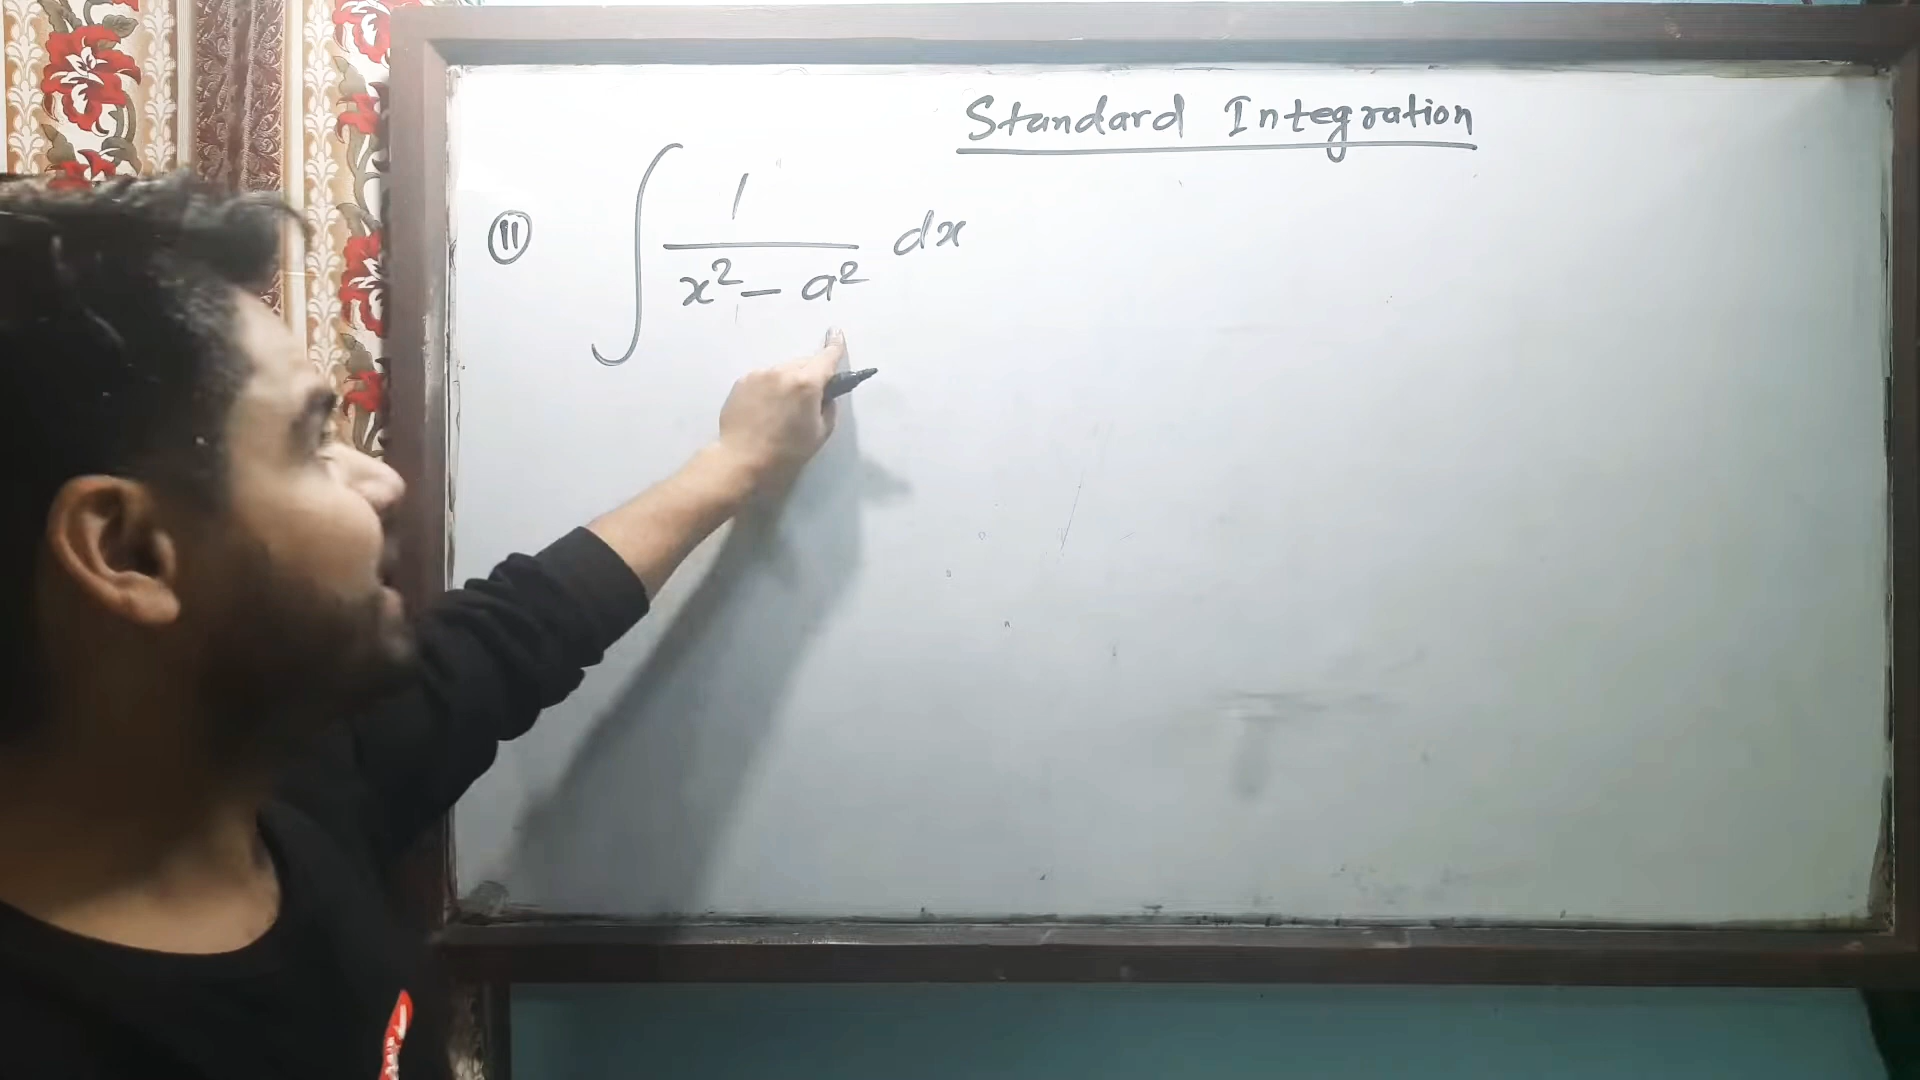 Standard Integration
(11) ∫ 1 / (x² - a²) dx